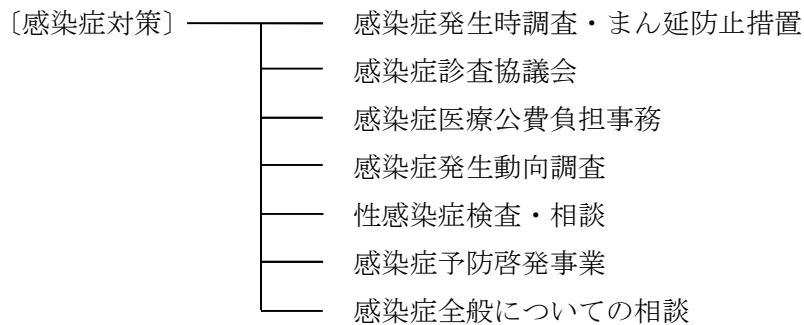 〔感染症対策〕 感染症発生時調査・まん延防止措置
感染症診査協議会
感染症医療公費負担事務
感染症発生動向調査
性感染症検査・相談
感染症予防啓発事業
感染症全般についての相談